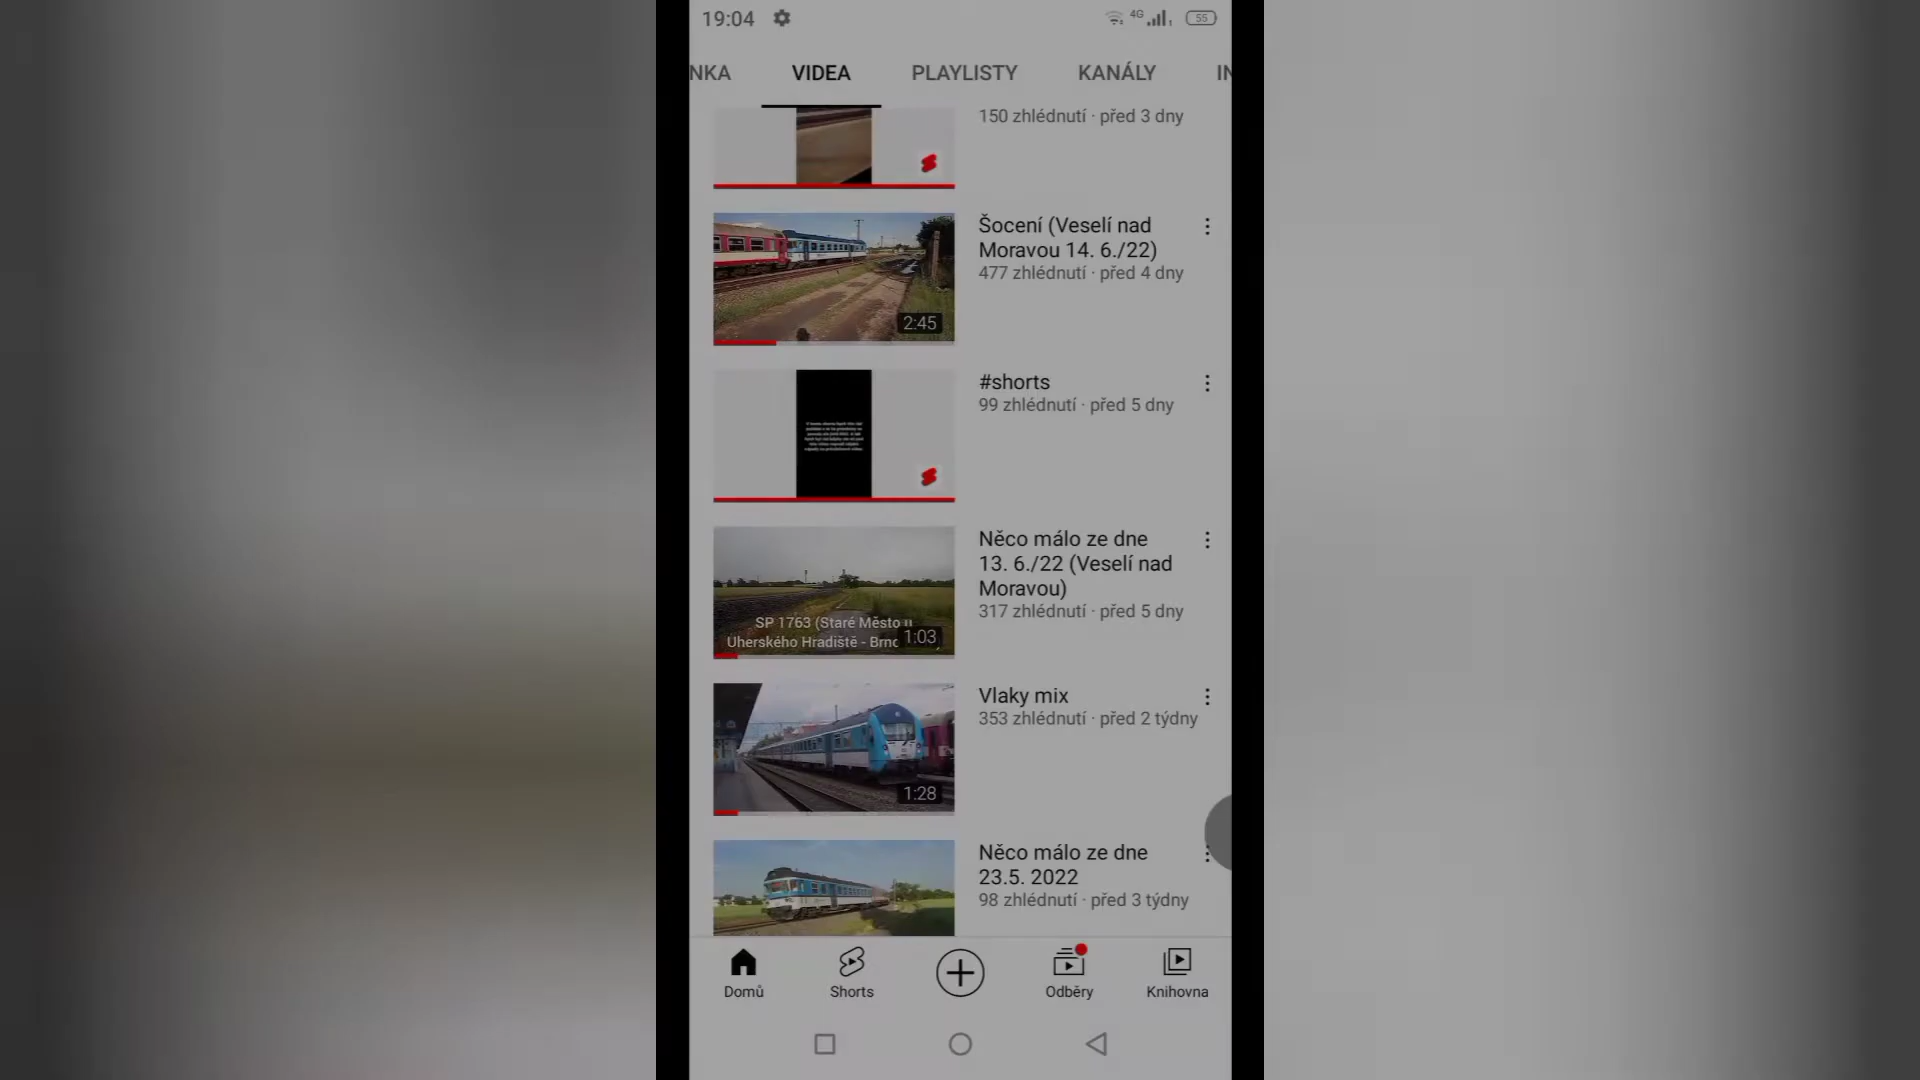 19:04
4G
55
NKA
VIDEA
PLAYLISTY
KANÁLY
IN
150 zhlédnutí · před 3 dny
Šocení (Veselí nad
Moravou 14. 6./22)
477 zhlédnutí · před 4 dny
2:45
#shorts
99 zhlédnutí · před 5 dny
Něco málo ze dne
13. 6./22 (Veselí nad
Moravou)
317 zhlédnutí · před 5 dny
SP 1763 (Staré Město u
Uherského Hradiště - Brno
1:03
Vlaky mix
353 zhlédnutí · před 2 týdny
1:28
Něco málo ze dne
23.5. 2022
98 zhlédnutí · před 3 týdny
Domů
Shorts
Odběry
Knihovna